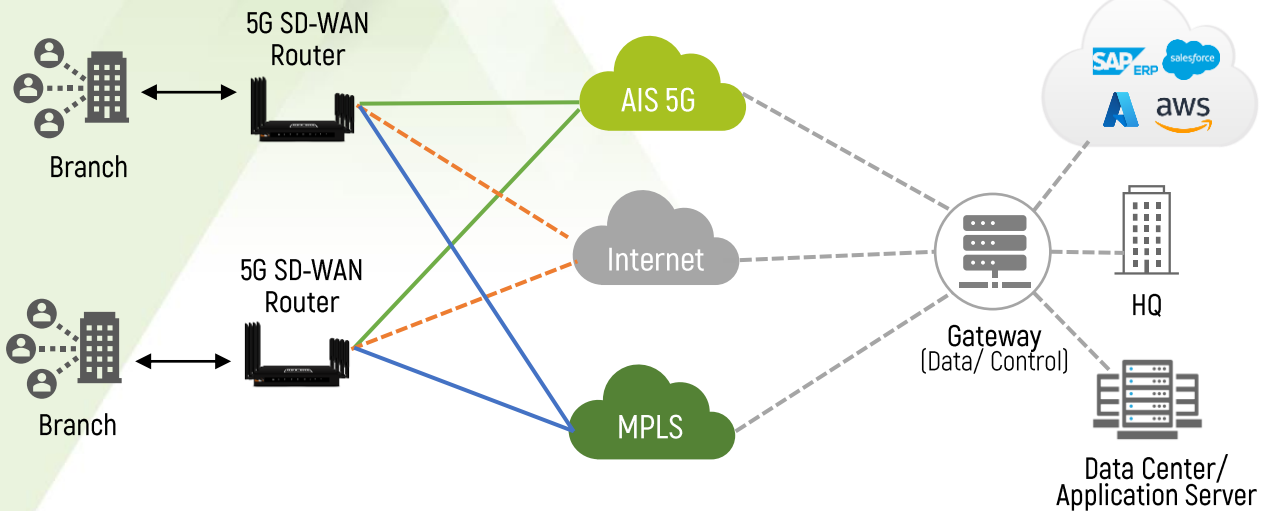 5G SD-WAN
Router
Branch
AIS 5G
SAP
ERP
salesforce
aws
Internet
5G SD-WAN
Router
Branch
MPLS
Gateway
(Data/ Control)
HQ
Data Center/
Application Server